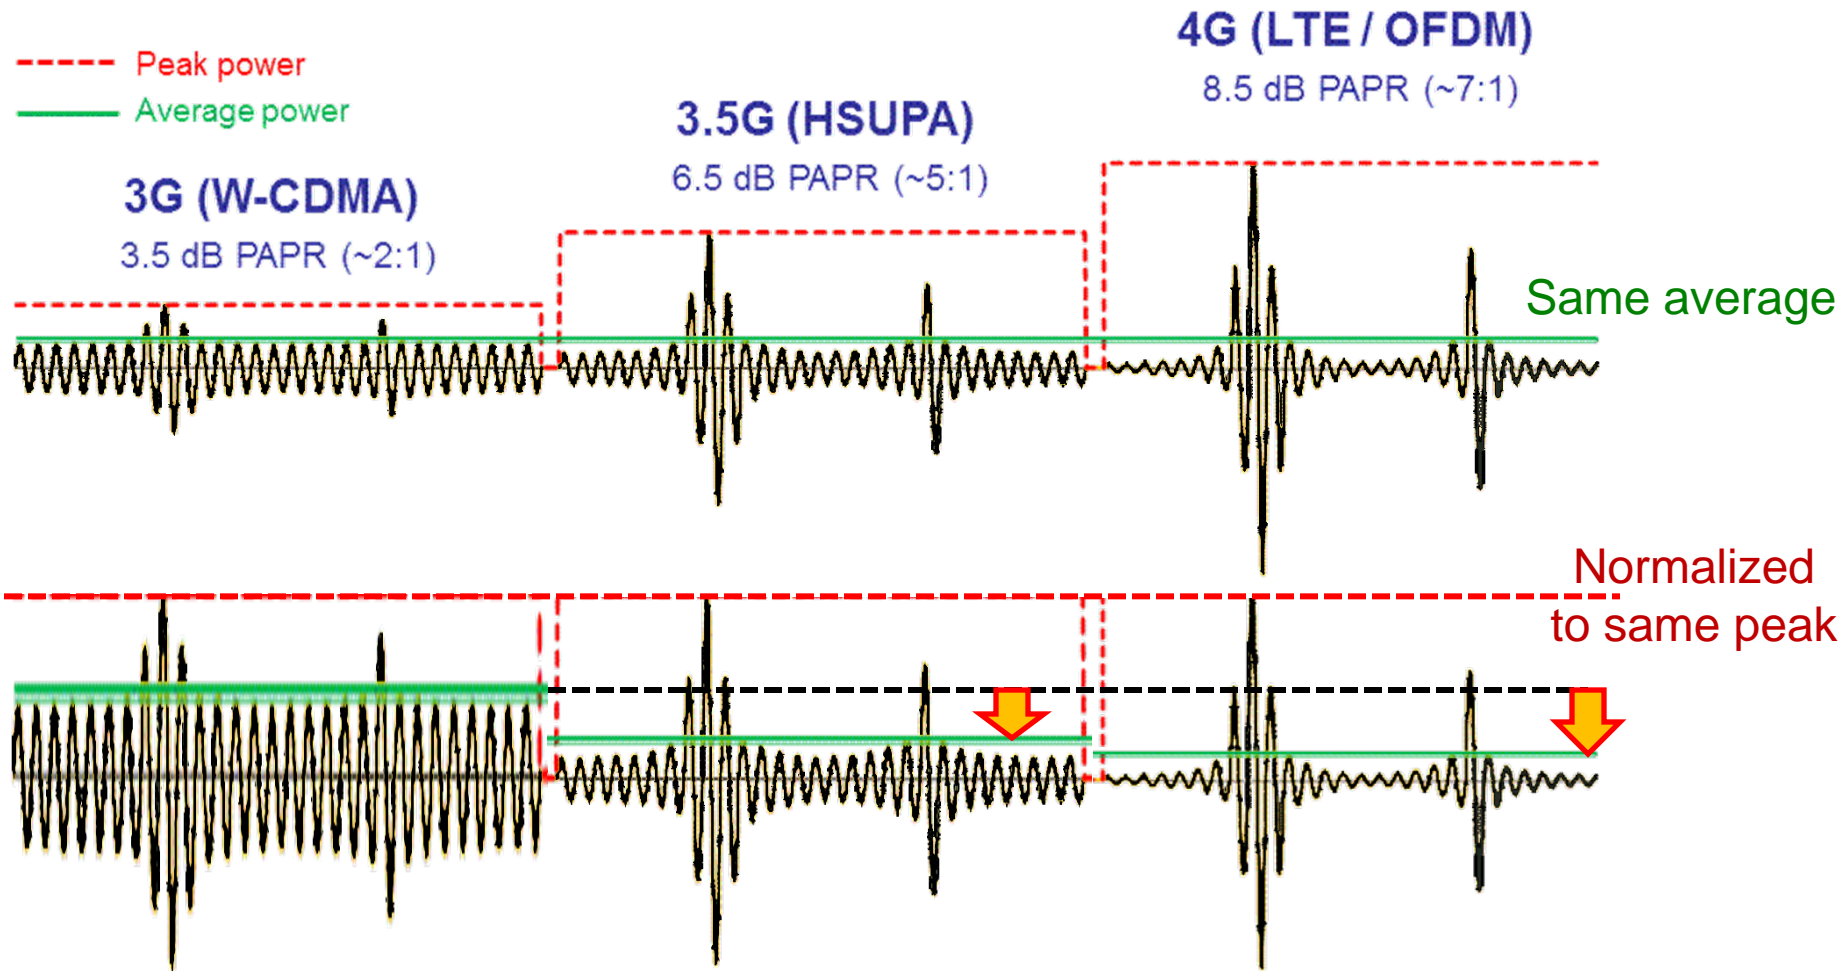 Peak power
Average power
3G (W-CDMA)
3.5 dB PAPR (~2:1)
3.5G (HSUPA)
6.5 dB PAPR (~5:1)
4G (LTE / OFDM)
8.5 dB PAPR (~7:1)
Same average
Normalized
to same peak